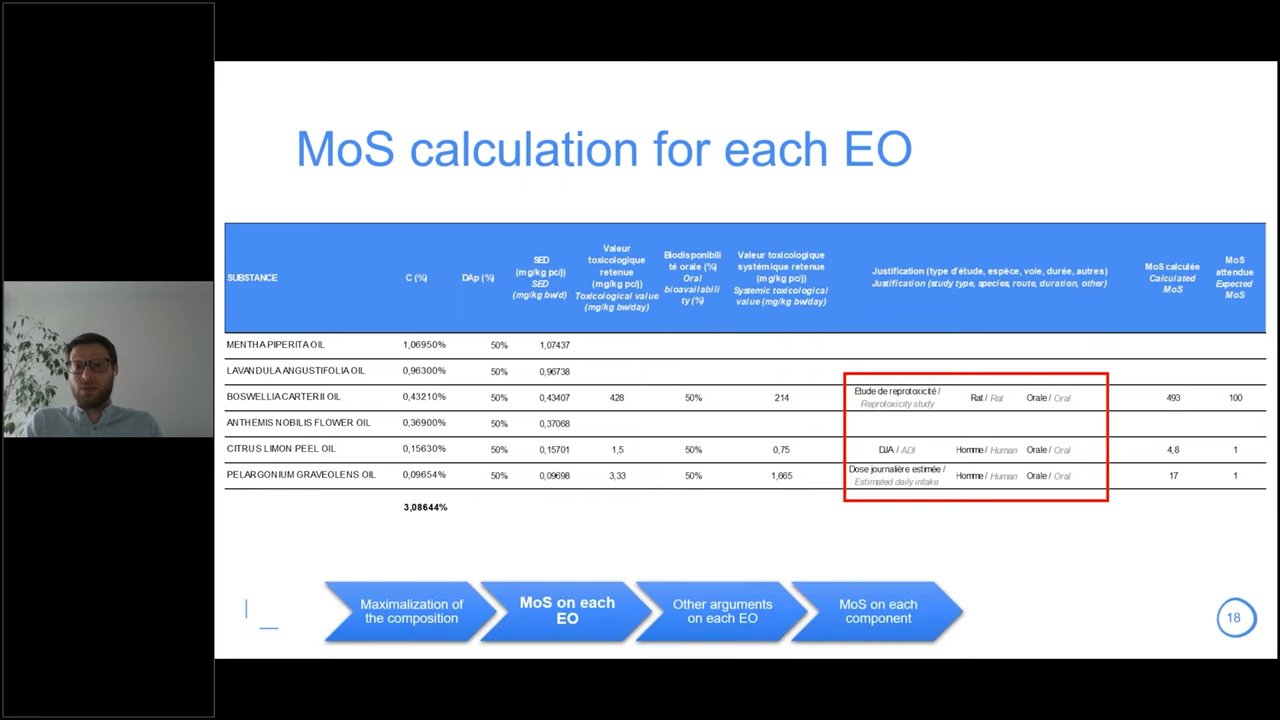 MoS calculation for each EO
SUBSTANCE
C (%)
DAp (%)
SED
(mg/kg pc/j)
SED
(mg/kg bw/d)
Valeur
toxicologique
retenue
(mg/kg pc/j)
Toxicological value
(mg/kg bw/day)
Biodisponibili
té orale (%)
Oral
bioavailabili
ty (%)
Valeur toxicologique
systémique retenue
(mg/kg pc/j)
Systemic toxicological
value (mg/kg bw/day)
Justification (type d'étude, espèce, voie, durée, autres)
Justification (study type, species, route, duration, other)
MoS calculée
Calculated
MoS
MoS
attendue
Expected
MoS
MENTHA PIPERITA OIL 1,06950% 50% 1,07437
LAVANDULA ANGUSTIFOLIA OIL 0,96300% 50% 0,96738
BOSWELLIA CARTERII OIL 0,43210% 50% 0,43407 428 50% 214 Etude de reprotoxicité / Reprotoxicity study Rat / Rat Orale / Oral 493 100
ANTHEMIS NOBILIS FLOWER OIL 0,36900% 50% 0,37068
CITRUS LIMON PEEL OIL 0,15630% 50% 0,15701 1,5 50% 0,75 DJA / ADI Homme / Human Orale / Oral 4,8 1
PELARGONIUM GRAVEOLENS OIL 0,09654% 50% 0,09698 3,33 50% 1,665 Dose journalière estimée / Estimated daily intake Homme / Human Orale / Oral 17 1
3,08644%
Maximalization of
the composition
MoS on each
EO
Other arguments
on each EO
MoS on each
component
18